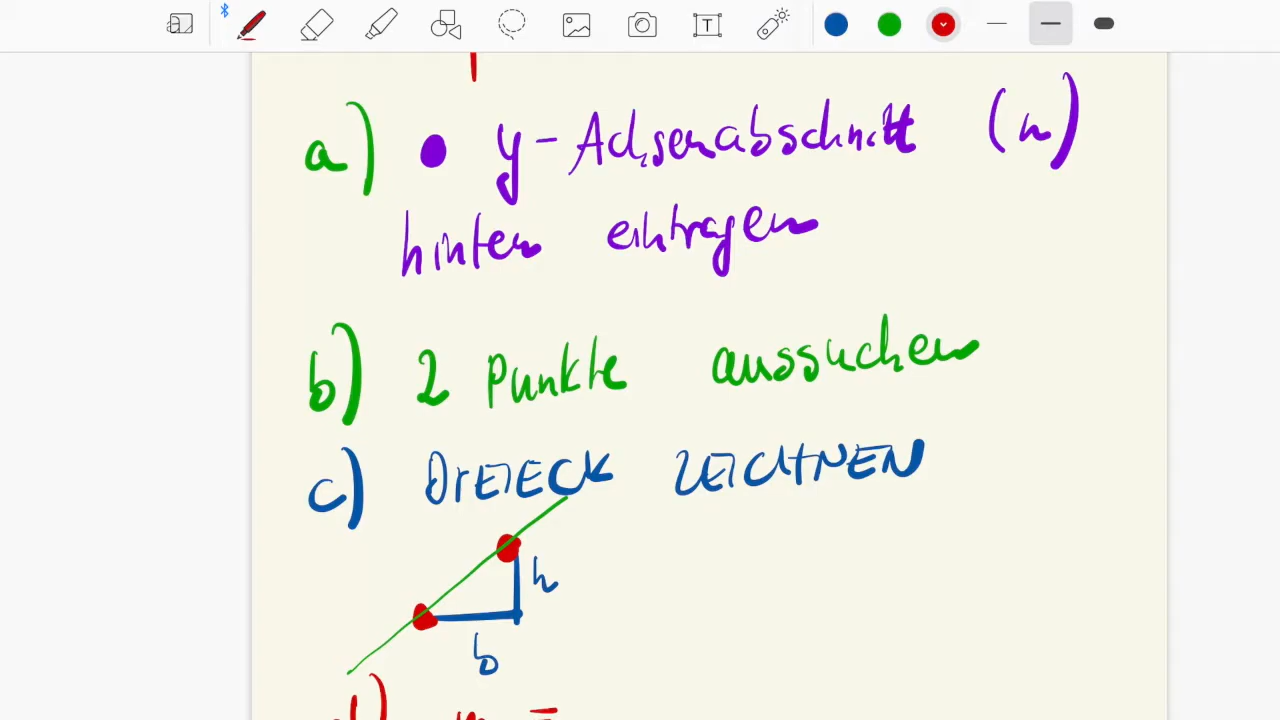 a) • y-Achsenabschnitt (n)
hinten eintragen
b) 2 Punkte aussuchen
c) DREIECK ZEICHNEN
h
b
d) m =